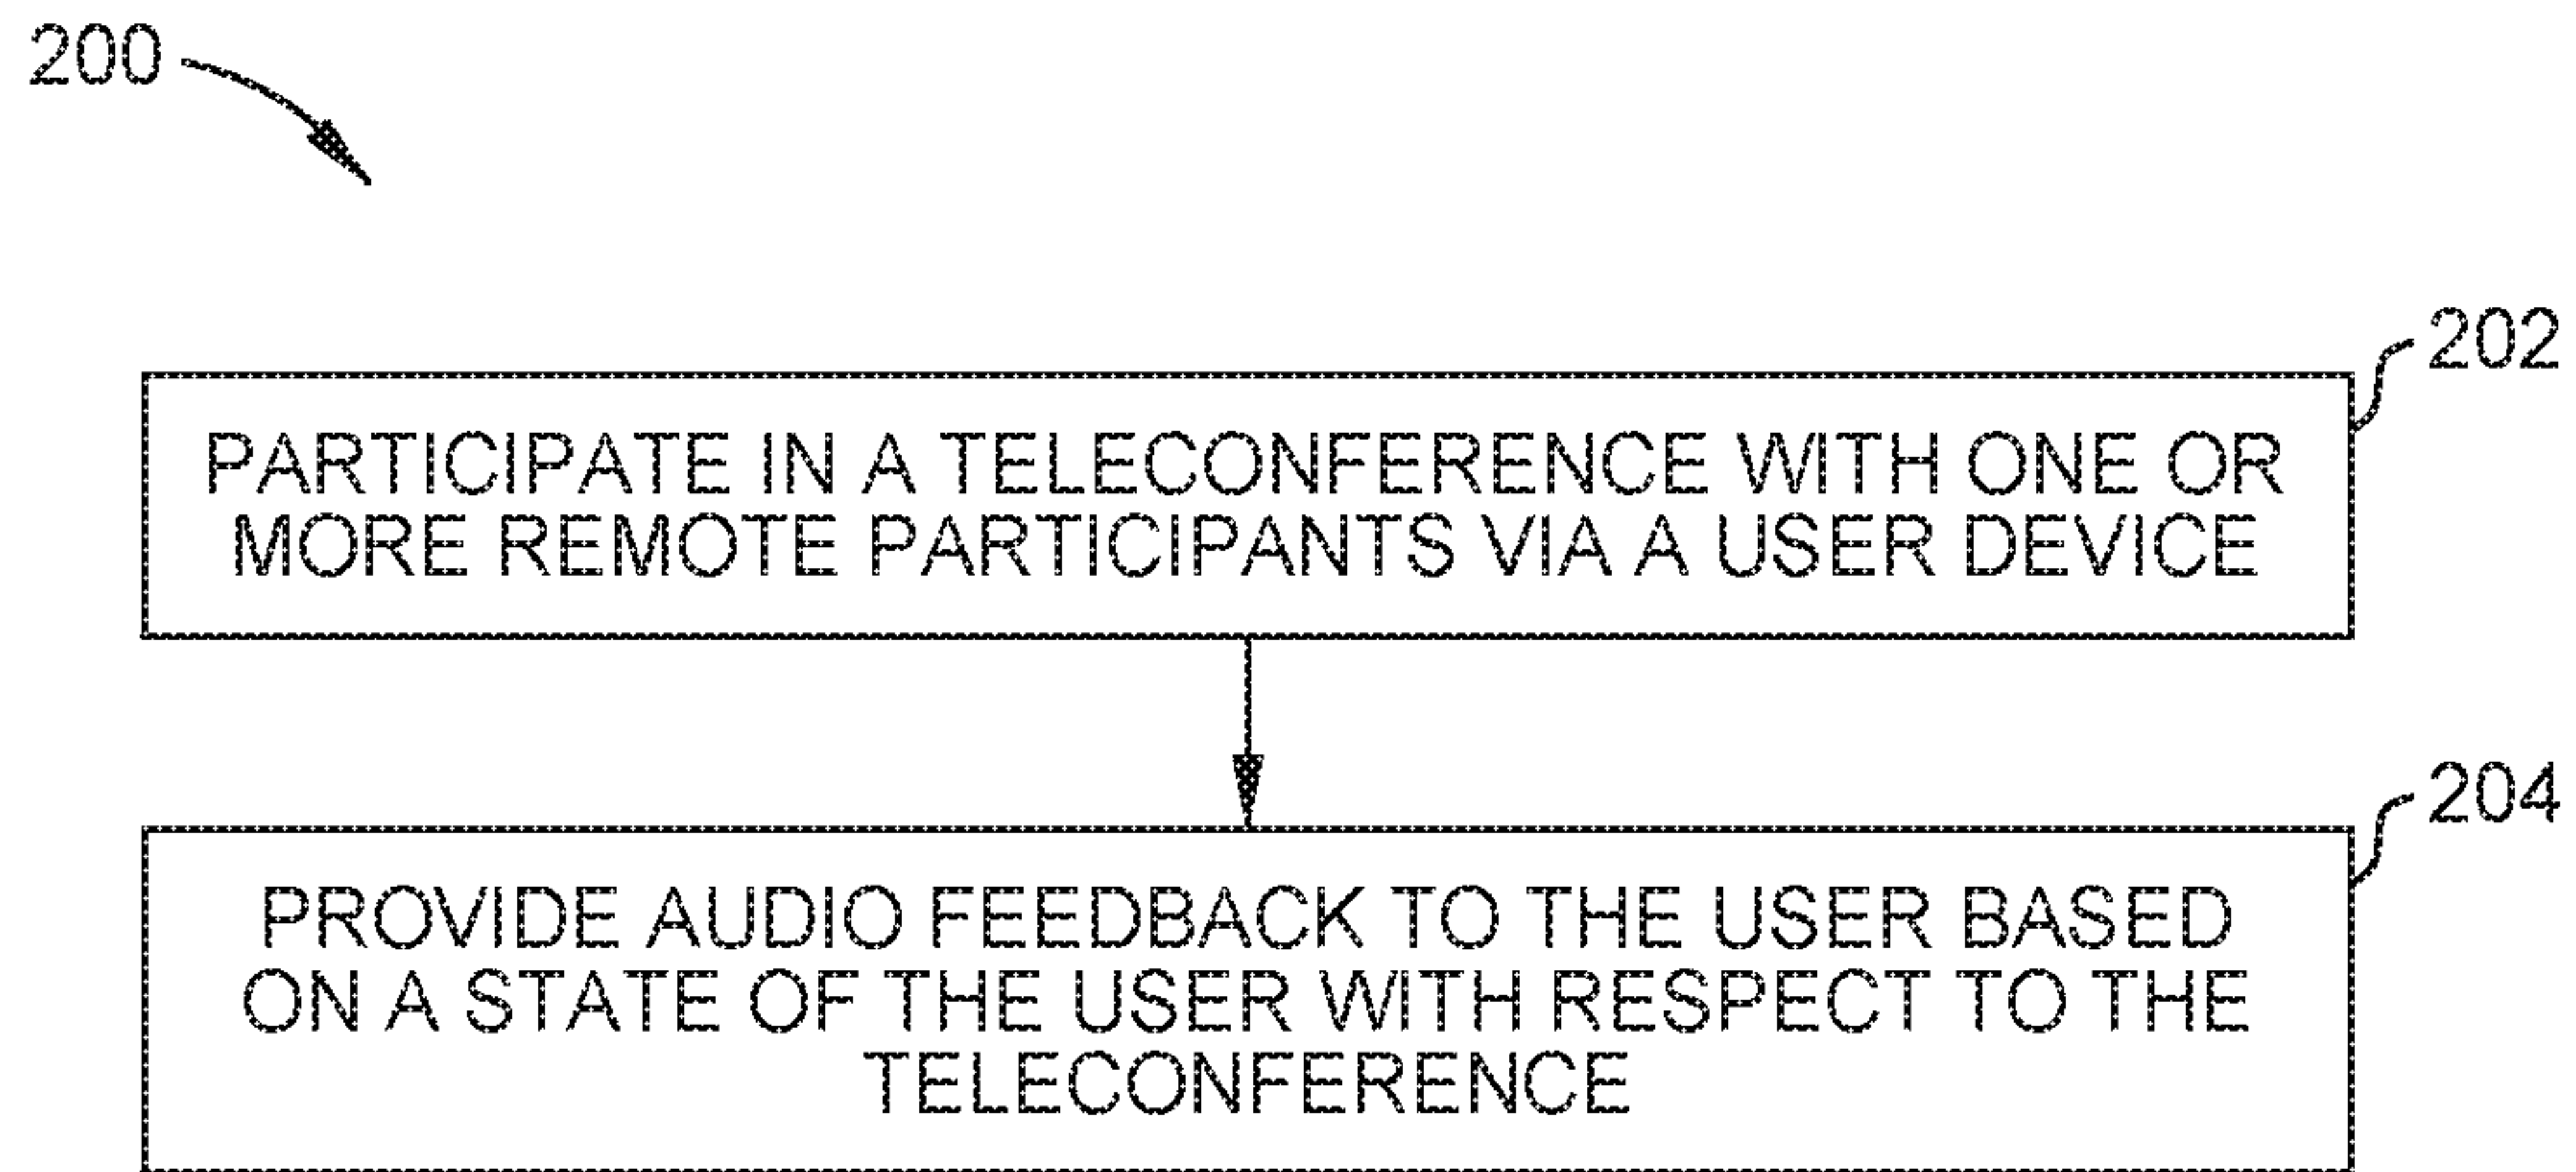 200
202
PARTICIPATE IN A TELECONFERENCE WITH ONE OR
MORE REMOTE PARTICIPANTS VIA A USER DEVICE
204
PROVIDE AUDIO FEEDBACK TO THE USER BASED
ON A STATE OF THE USER WITH RESPECT TO THE
TELECONFERENCE